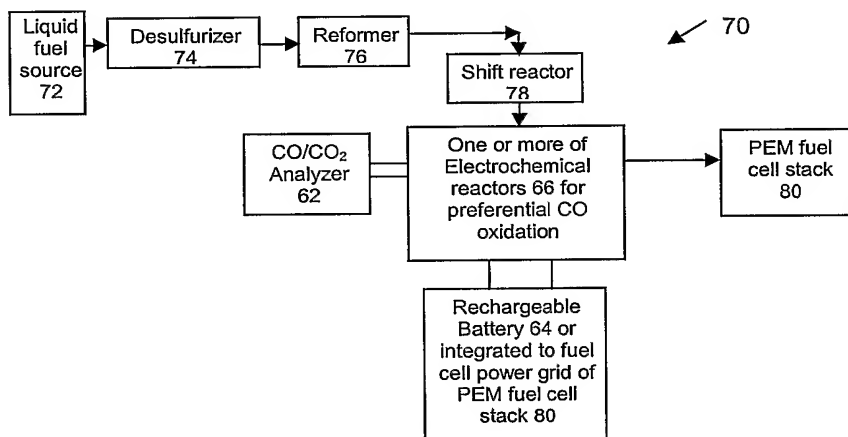 Liquid
fuel
source
72
Desulfurizer
74
Reformer
76
70
Shift reactor
78
CO/CO₂
Analyzer
62
One or more of
Electrochemical
reactors 66 for
preferential CO
oxidation
PEM fuel
cell stack
80
Rechargeable
Battery 64 or
integrated to fuel
cell power grid of
PEM fuel cell
stack 80